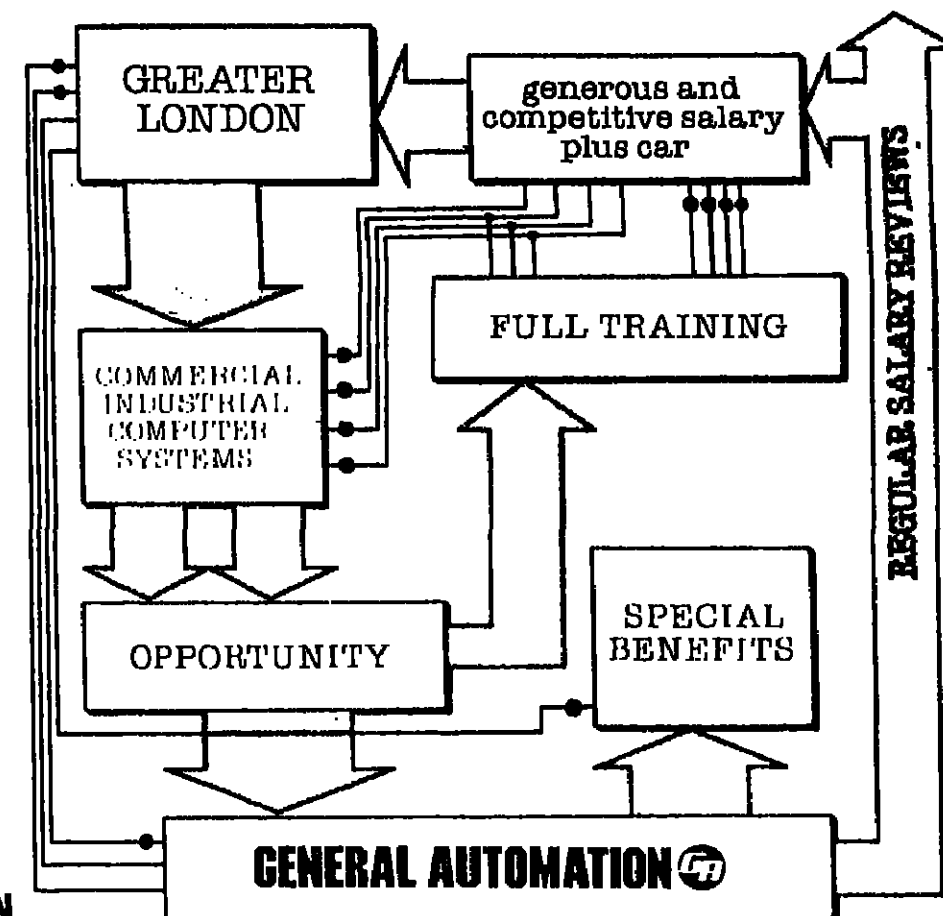 GREATER
LONDON
generous and
competitive salary
plus car
REGULAR SALARY REVIEWS
FULL TRAINING
COMMERCIAL
INDUSTRIAL
COMPUTER
SYSTEMS
OPPORTUNITY
SPECIAL
BENEFITS
GENERAL AUTOMATION GA
N